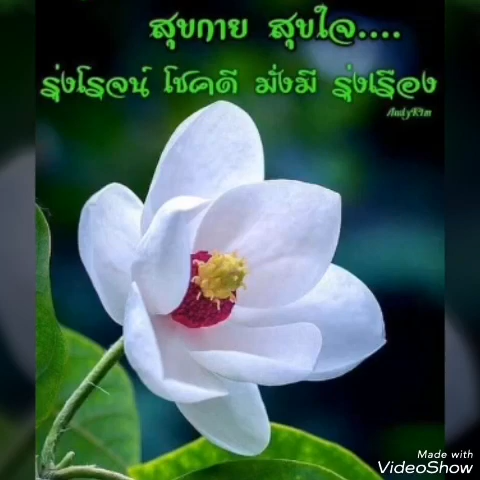 สุขกาย สุขใจ....
รุ่งโรจน์ โชคดี มั่งมี รุ่งเรือง
AndyKim
Made with
VideoShow